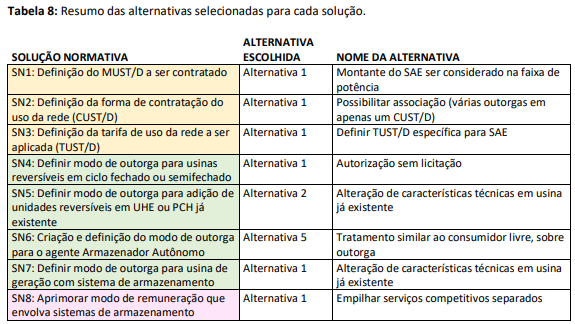 Tabela 8: Resumo das alternativas selecionadas para cada solução.
SOLUÇÃO NORMATIVA
ALTERNATIVA
ESCOLHIDA
NOME DA ALTERNATIVA
SN1: Definição do MUST/D a ser contratado
Alternativa 1
Montante do SAE ser considerado na faixa de
potência
SN2: Definição da forma de contratação do
uso da rede (CUST/D)
Alternativa 1
Possibilitar associação (várias outorgas em
apenas um CUST/D)
SN3: Definição da tarifa de uso da rede a ser
aplicada (TUST/D)
Alternativa 1
Definir TUST/D específica para SAE
SN4: Definir modo de outorga para usinas
reversíveis em ciclo fechado ou semifechado
Alternativa 1
Autorização sem licitação
SN5: Definir modo de outorga para adição de
unidades reversíveis em UHE ou PCH já
existente
Alternativa 2
Alteração de características técnicas em usina
já existente
SN6: Criação e definição do modo de outorga
para o agente Armazenador Autônomo
Alternativa 5
Tratamento similar ao consumidor livre, sobre
outorga
SN7: Definir modo de outorga para usina de
geração com sistema de armazenamento
Alternativa 1
Alteração de características técnicas em usina
já existente
SN8: Aprimorar modo de remuneração que
envolva sistemas de armazenamento
Alternativa 1
Empilhar serviços competitivos separados